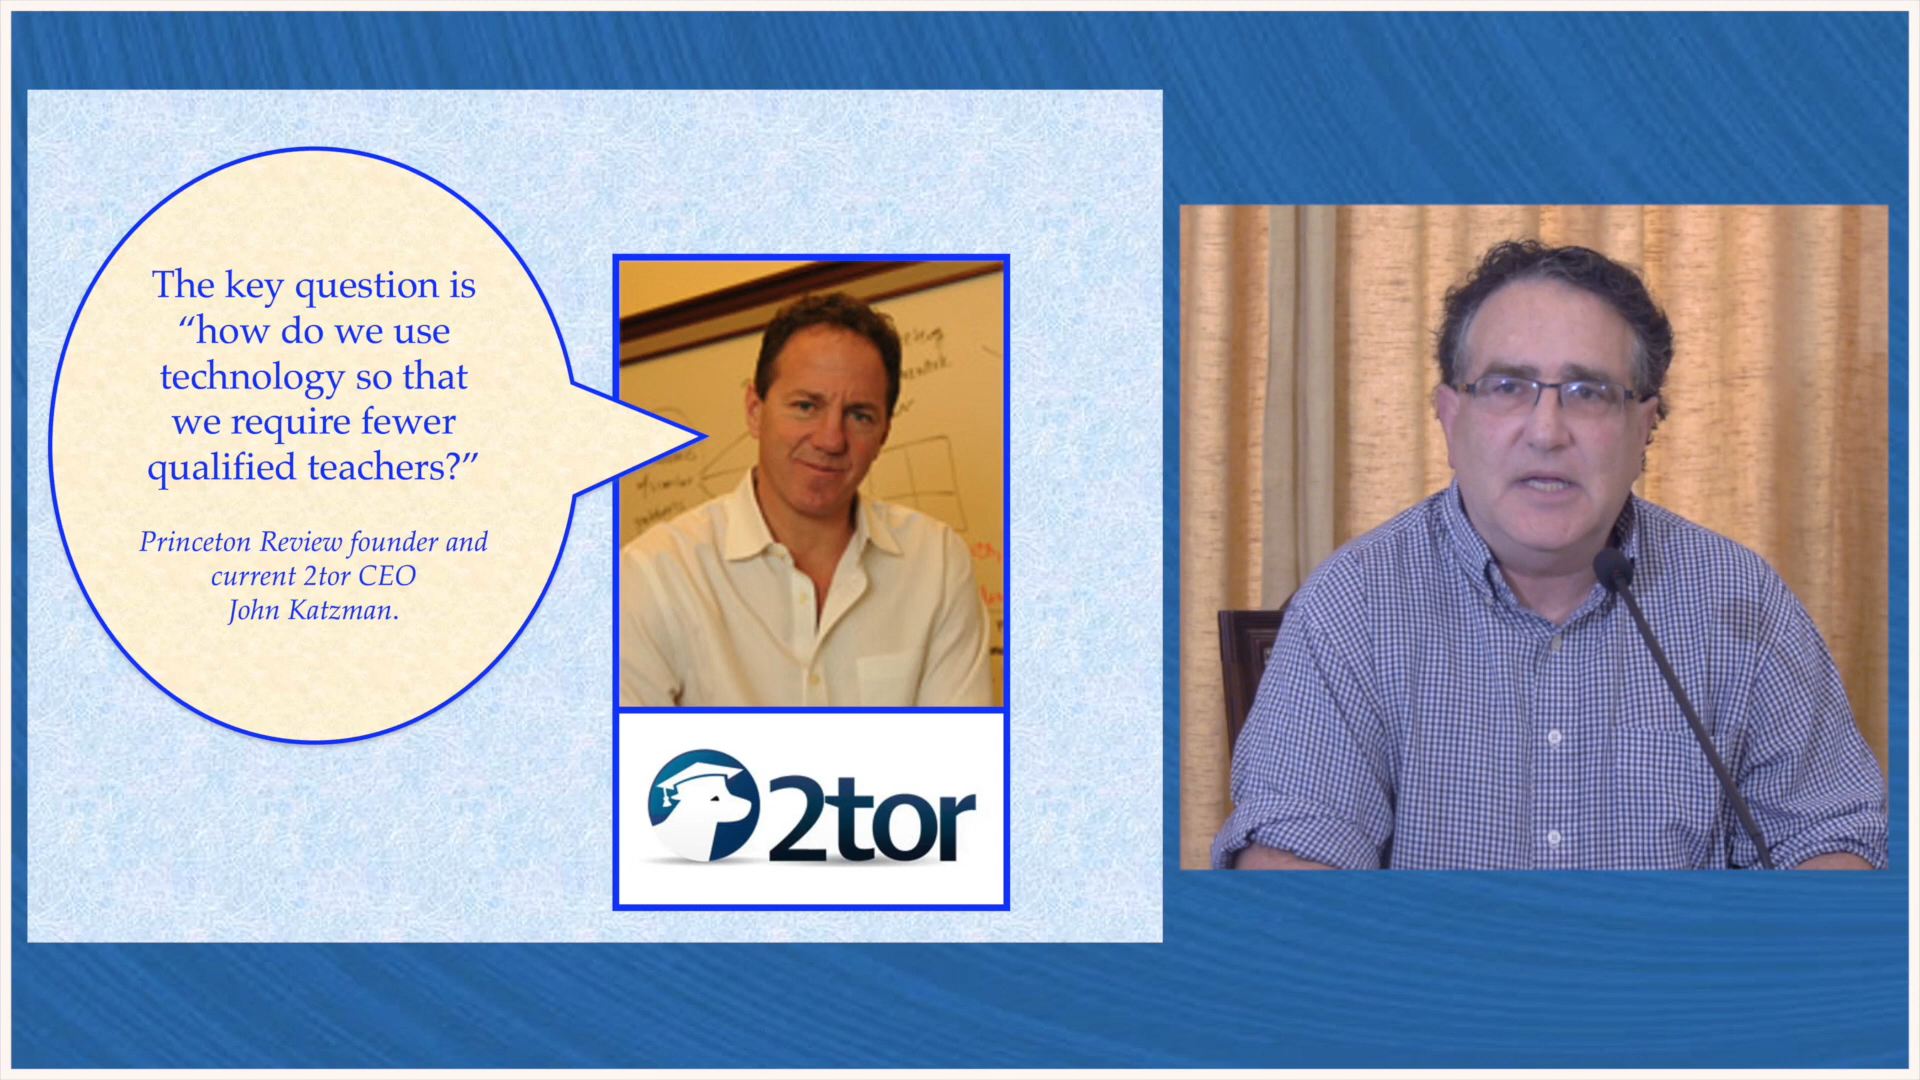 The key question is
“how do we use
technology so that
we require fewer
qualified teachers?”
Princeton Review founder and
current 2tor CEO
John Katzman.
2tor